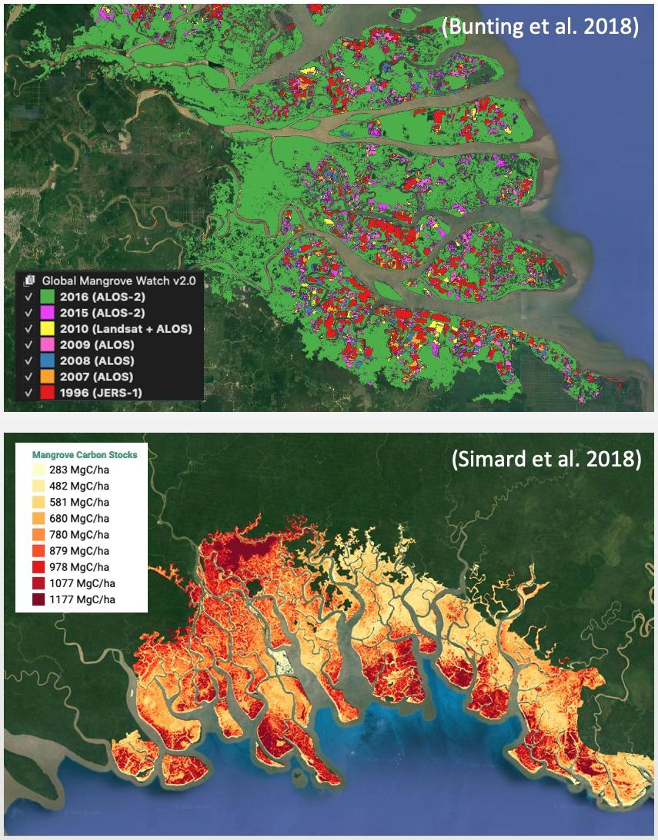 (Bunting et al. 2018)
Global Mangrove Watch v2.0
✓ 2016 (ALOS-2)
✓ 2015 (ALOS-2)
✓ 2010 (Landsat + ALOS)
✓ 2009 (ALOS)
✓ 2008 (ALOS)
✓ 2007 (ALOS)
✓ 1996 (JERS-1)
(Simard et al. 2018)
Mangrove Carbon Stocks
283 MgC/ha
482 MgC/ha
581 MgC/ha
680 MgC/ha
780 MgC/ha
879 MgC/ha
978 MgC/ha
1077 MgC/ha
1177 MgC/ha